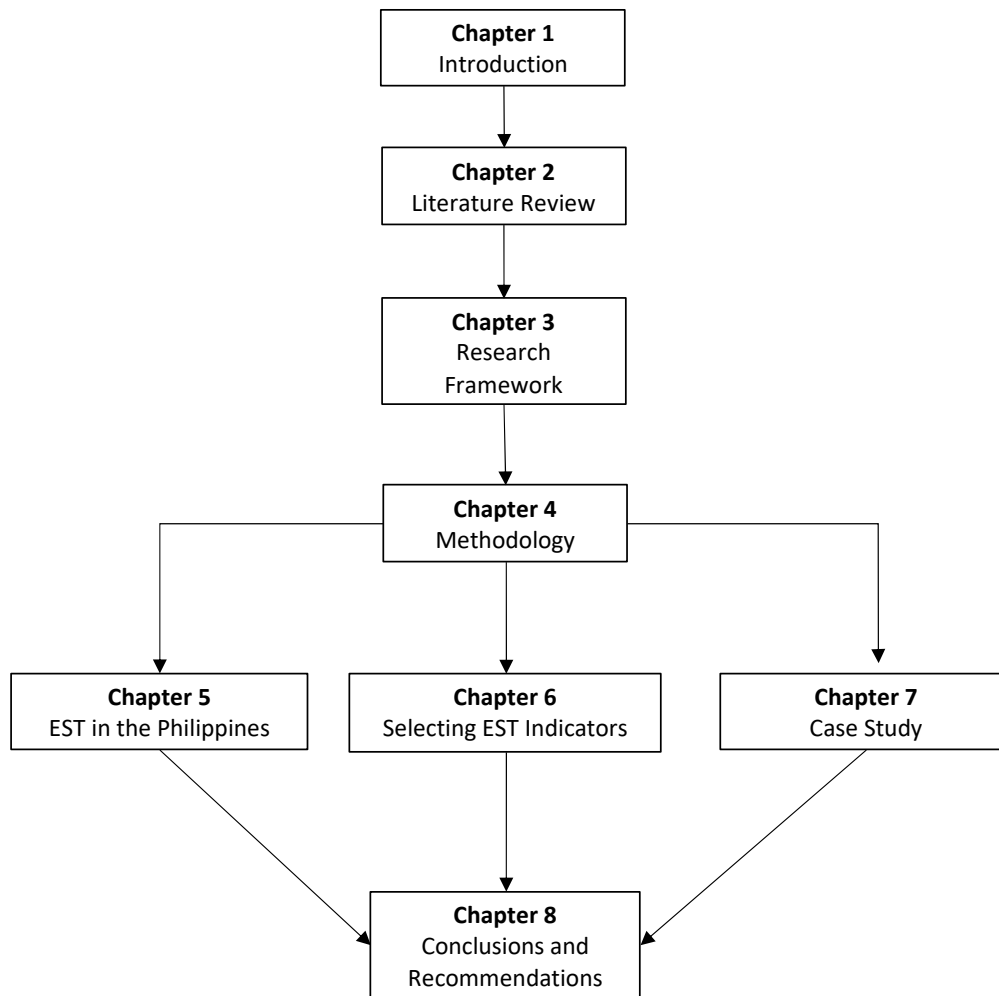 Chapter 1
Introduction
Chapter 2
Literature Review
Chapter 3
Research
Framework
Chapter 4
Methodology
Chapter 5
EST in the Philippines
Chapter 6
Selecting EST Indicators
Chapter 7
Case Study
Chapter 8
Conclusions and
Recommendations